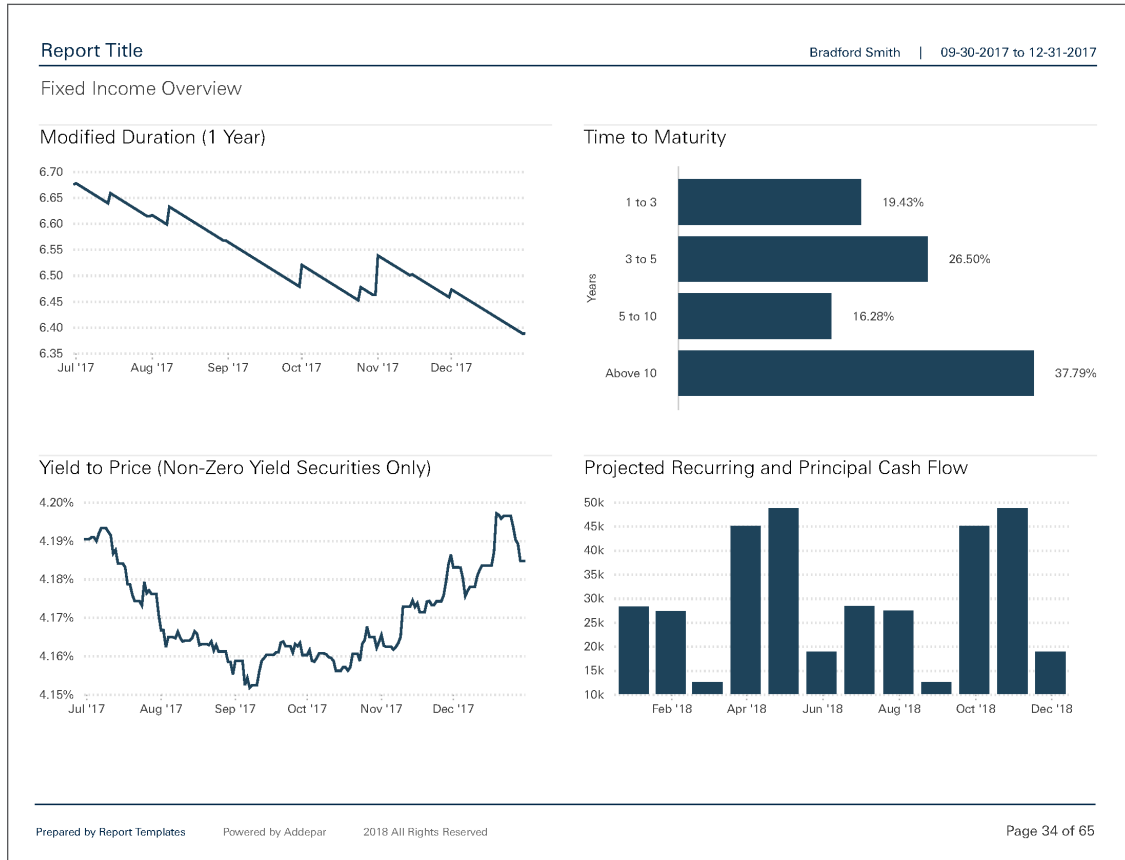 Report Title
Bradford Smith | 09-30-2017 to 12-31-2017
Fixed Income Overview
Modified Duration (1 Year)
6.70
6.65
6.60
6.55
6.50
6.45
6.40
6.35
Jul '17 Aug '17 Sep '17 Oct '17 Nov '17 Dec '17
Time to Maturity
Years
1 to 3 19.43%
3 to 5 26.50%
5 to 10 16.28%
Above 10 37.79%
Yield to Price (Non-Zero Yield Securities Only)
4.20%
4.19%
4.18%
4.17%
4.16%
4.15%
Jul '17 Aug '17 Sep '17 Oct '17 Nov '17 Dec '17
Projected Recurring and Principal Cash Flow
50k
45k
40k
35k
30k
25k
20k
15k
10k
Feb '18 Apr '18 Jun '18 Aug '18 Oct '18 Dec '18
Prepared by Report Templates Powered by Addepar 2018 All Rights Reserved
Page 34 of 65